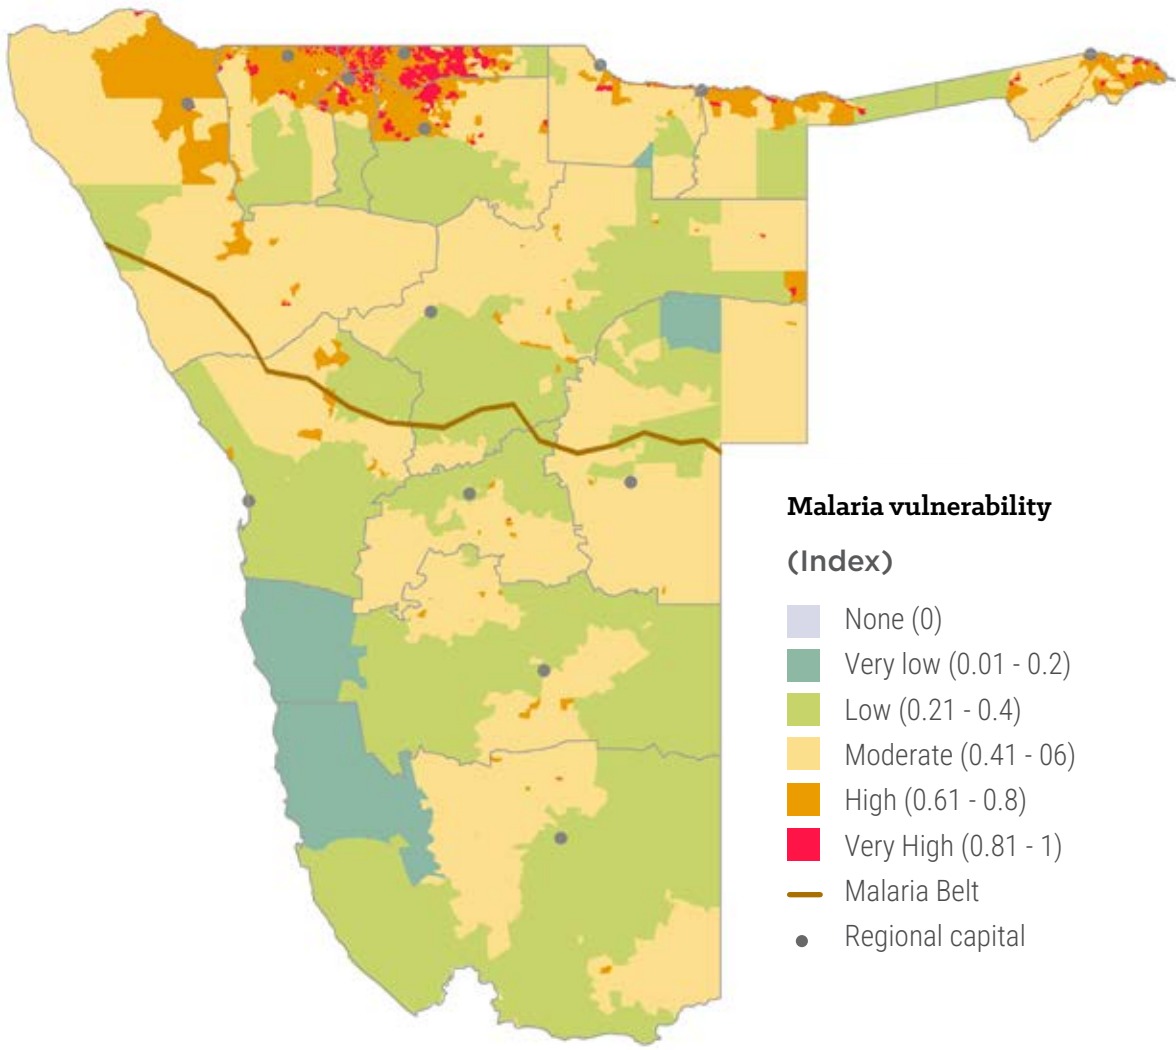 Malaria vulnerability
(Index)
None (0)
Very low (0.01 - 0.2)
Low (0.21 - 0.4)
Moderate (0.41 - 06)
High (0.61 - 0.8)
Very High (0.81 - 1)
Malaria Belt
Regional capital